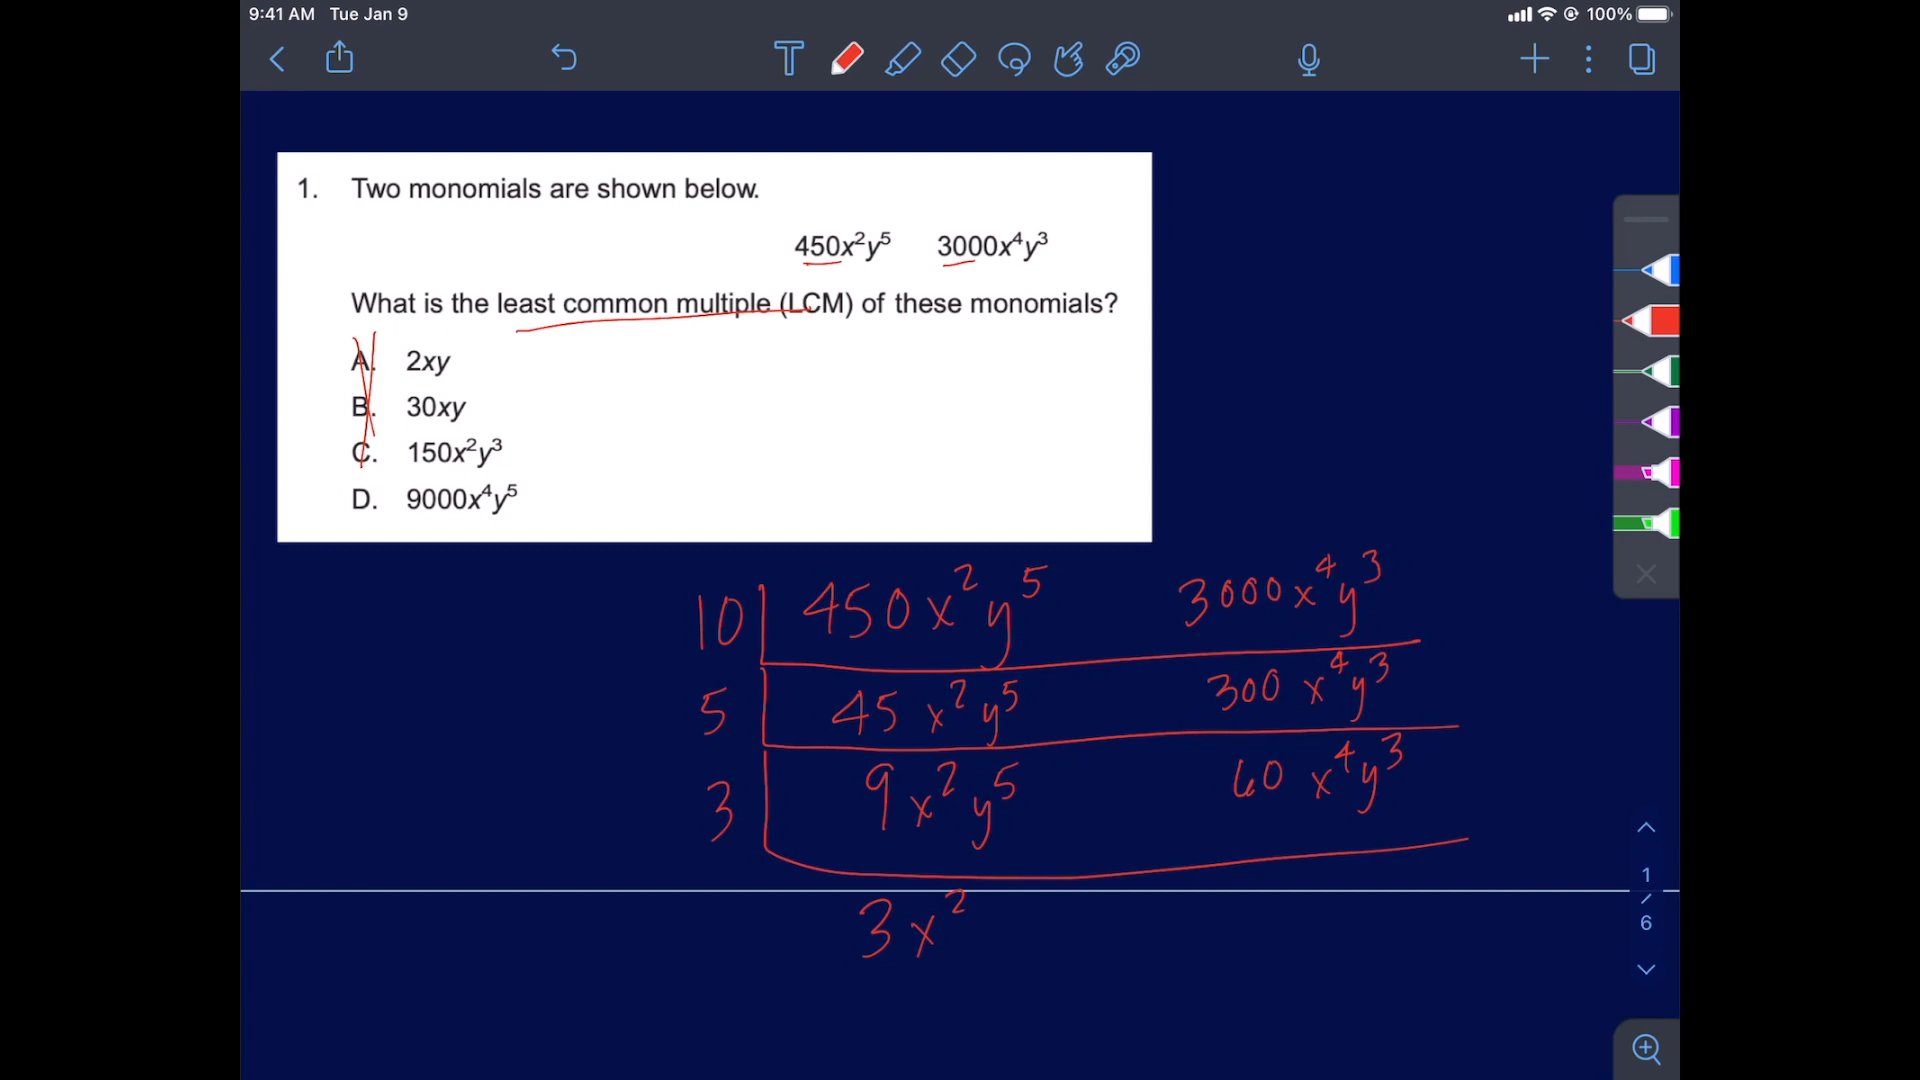 9:41 AM Tue Jan 9 100%
1. Two monomials are shown below.
450x²y⁵ 3000x⁴y³
What is the least common multiple (LCM) of these monomials?
A. 2xy
B. 30xy
C. 150x²y³
D. 9000x⁴y⁵
10 450x²y⁵ 3000x⁴y³
5 45x²y⁵ 300x⁴y³
3 9x²y⁵ 60x⁴y³
3x²
1
/
6